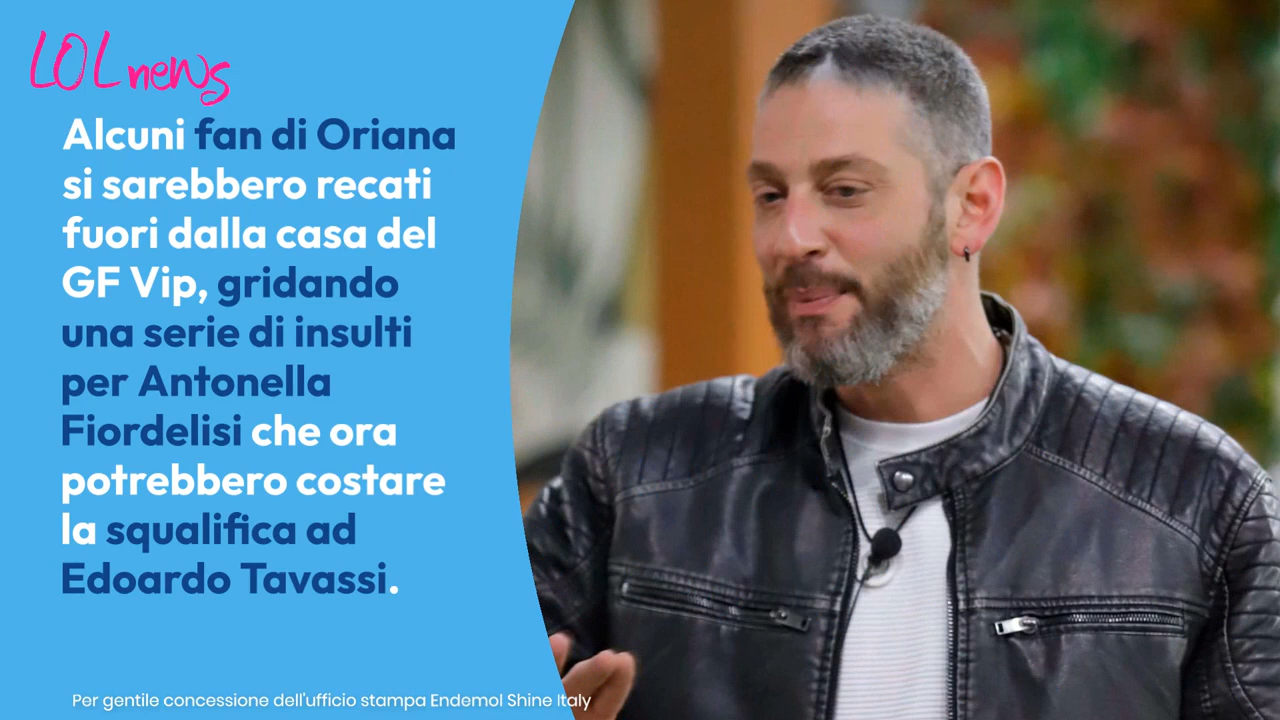 LOL news
Alcuni fan di Oriana
si sarebbero recati
fuori dalla casa del
GF Vip, gridando
una serie di insulti
per Antonella
Fiordelisi che ora
potrebbero costare
la squalifica ad
Edoardo Tavassi.
Per gentile concessione dell'ufficio stampa Endemol Shine Italy